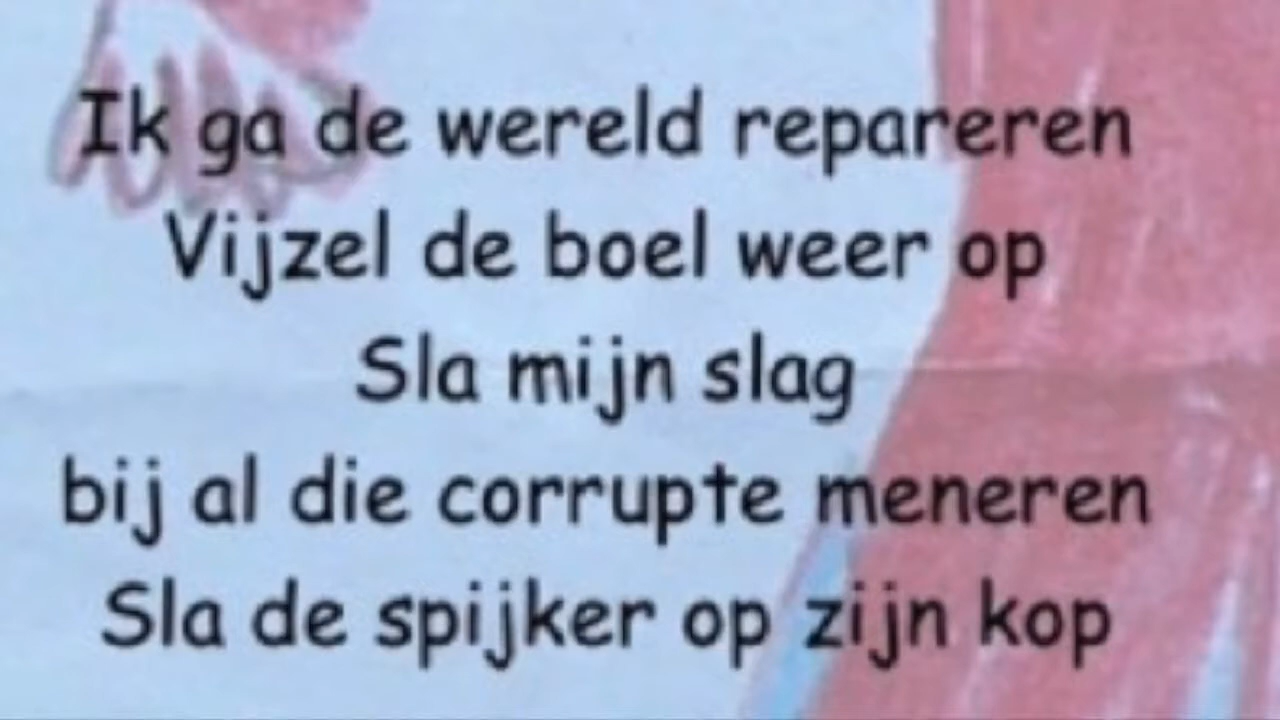 Ik ga de wereld repareren
Vijzel de boel weer op
Sla mijn slag
bij al die corrupte meneren
Sla de spijker op zijn kop